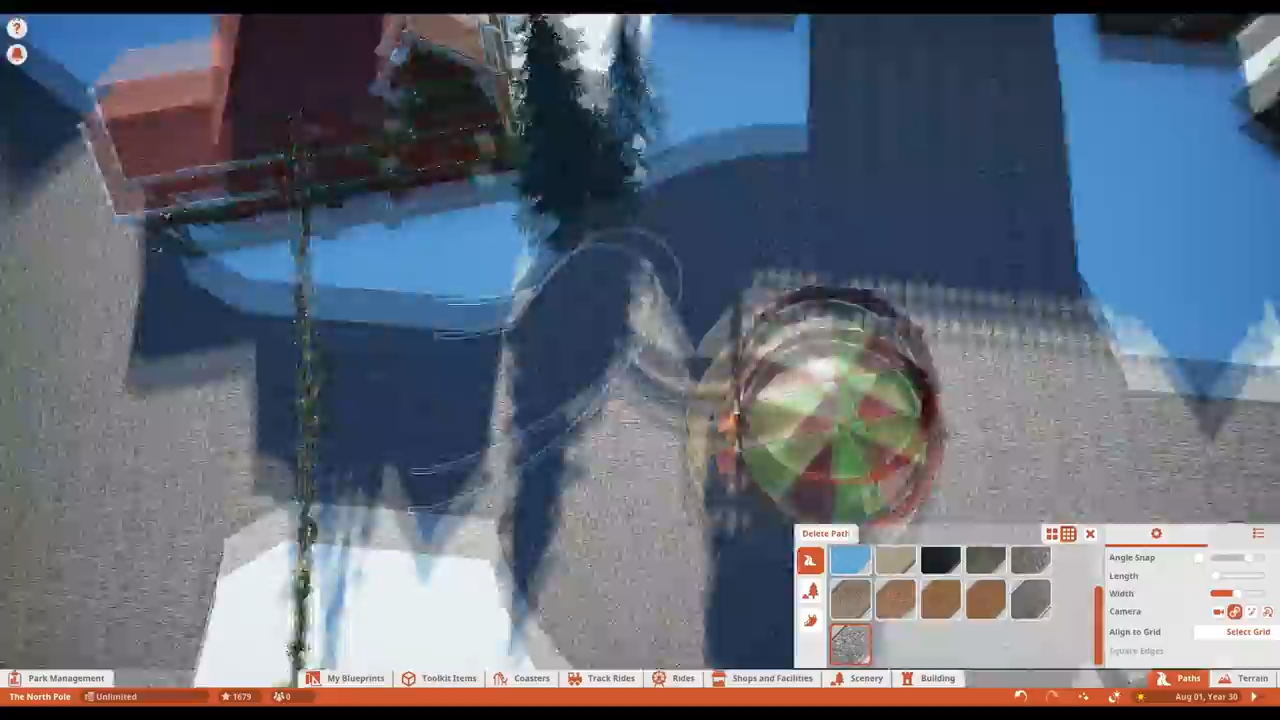 ?
Delete Path
Angle Snap
Length
Width
Camera
Align to Grid Select Grid
Square Edges
Park Management My Blueprints Toolkit Items Coasters Track Rides Rides Shops and Facilities Scenery Building Paths Terrain
The North Pole Unlimited 1679 0 Aug 01, Year 30